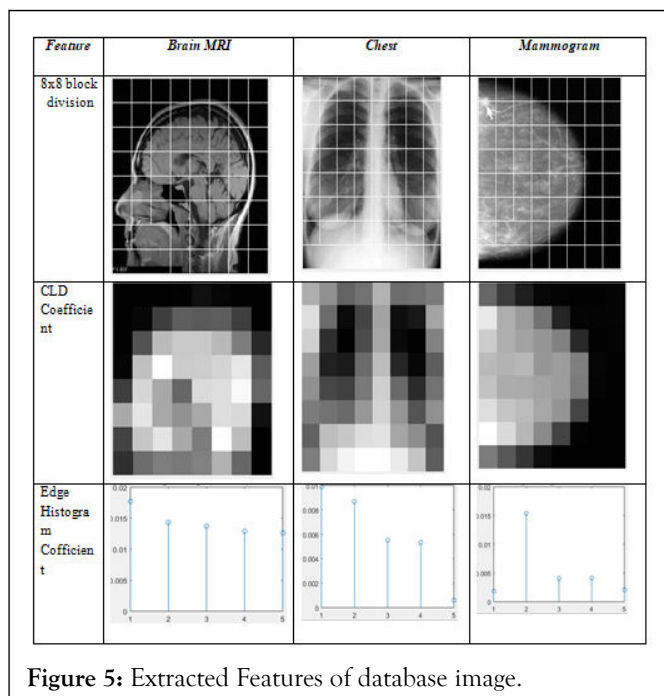 Feature Brain MRI Chest Mammogram
8x8 block
division
CLD
Coefficie
nt
Edge
Histogra
m
Cofficien
t
0.02
0.015
0.01
0.005
0
1 2 3 4 5
0.01
0.008
0.006
0.004
0.002
0
1 2 3 4 5
0.02
0.015
0.01
0.005
0
1 2 3 4 5
Figure 5: Extracted Features of database image.